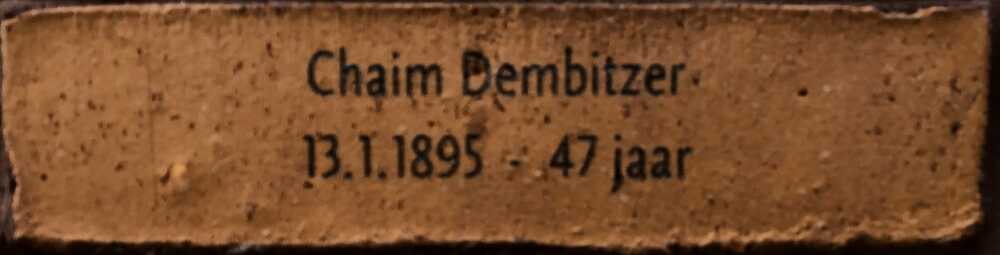 Chaim Dembitzer
13.1.1895 - 47 jaar